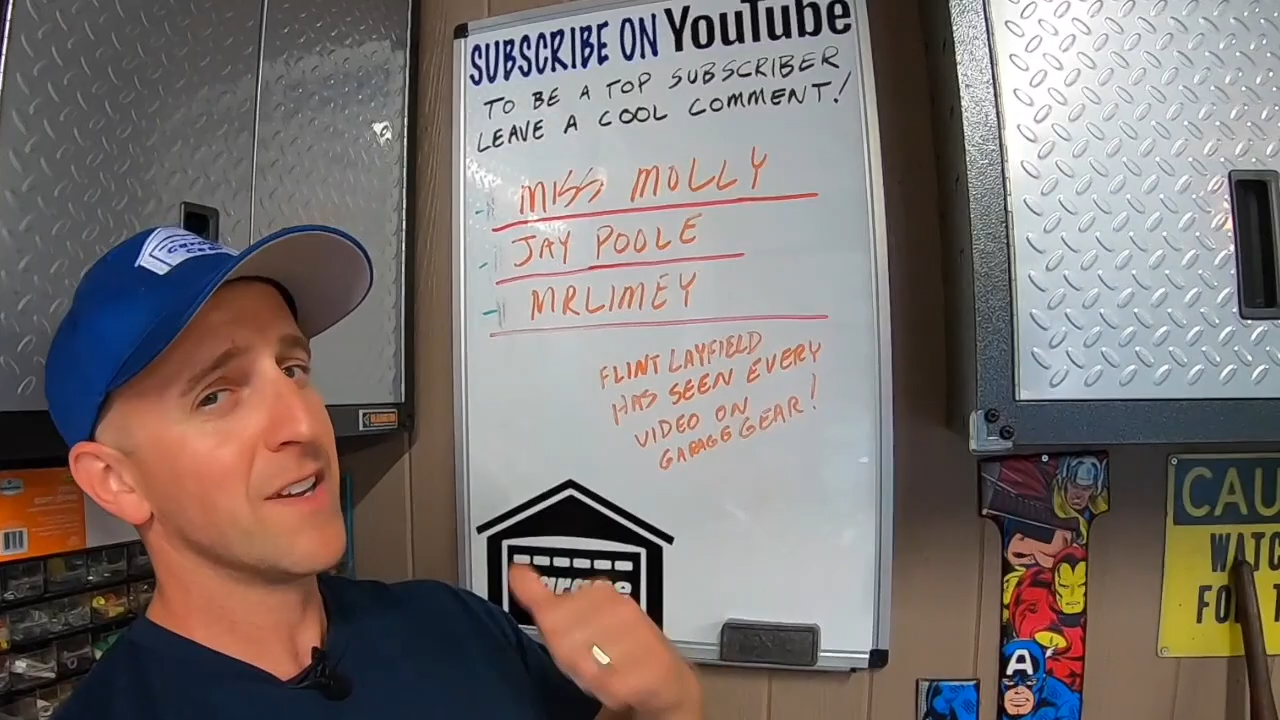 SUBSCRIBE ON YouTube
TO BE A TOP SUBSCRIBER
LEAVE A COOL COMMENT!
MISS MOLLY
JAY POOLE
MRLIMEY
FLINT LAYFIELD
HAS SEEN EVERY
VIDEO ON
GARAGE GEAR!
A
CAU
WATC
FO